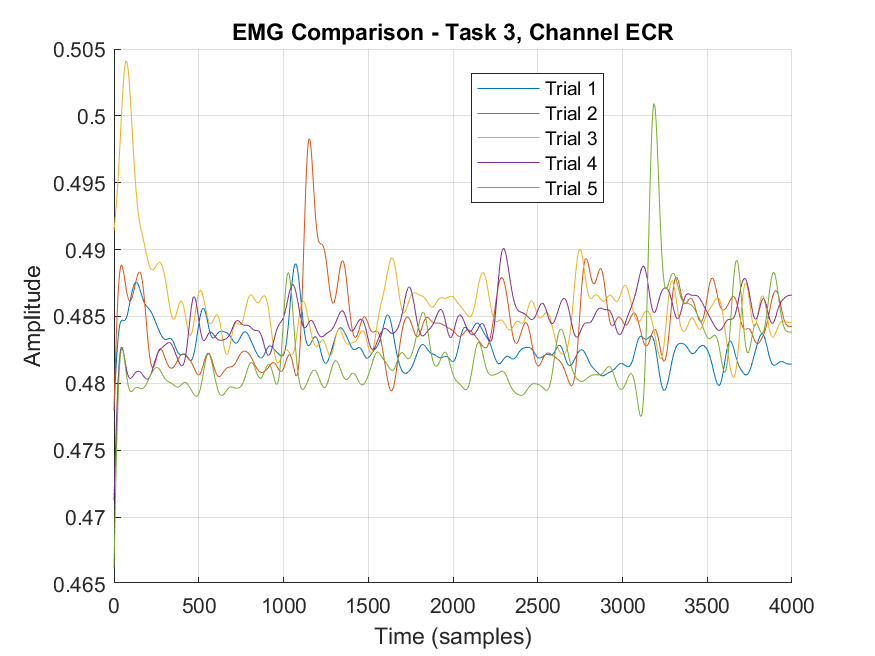 EMG Comparison - Task 3, Channel ECR
0.505
0.5
0.495
0.49
0.485
0.48
0.475
0.47
0.465
Amplitude
Trial 1
Trial 2
Trial 3
Trial 4
Trial 5
0 500 1000 1500 2000 2500 3000 3500 4000
Time (samples)